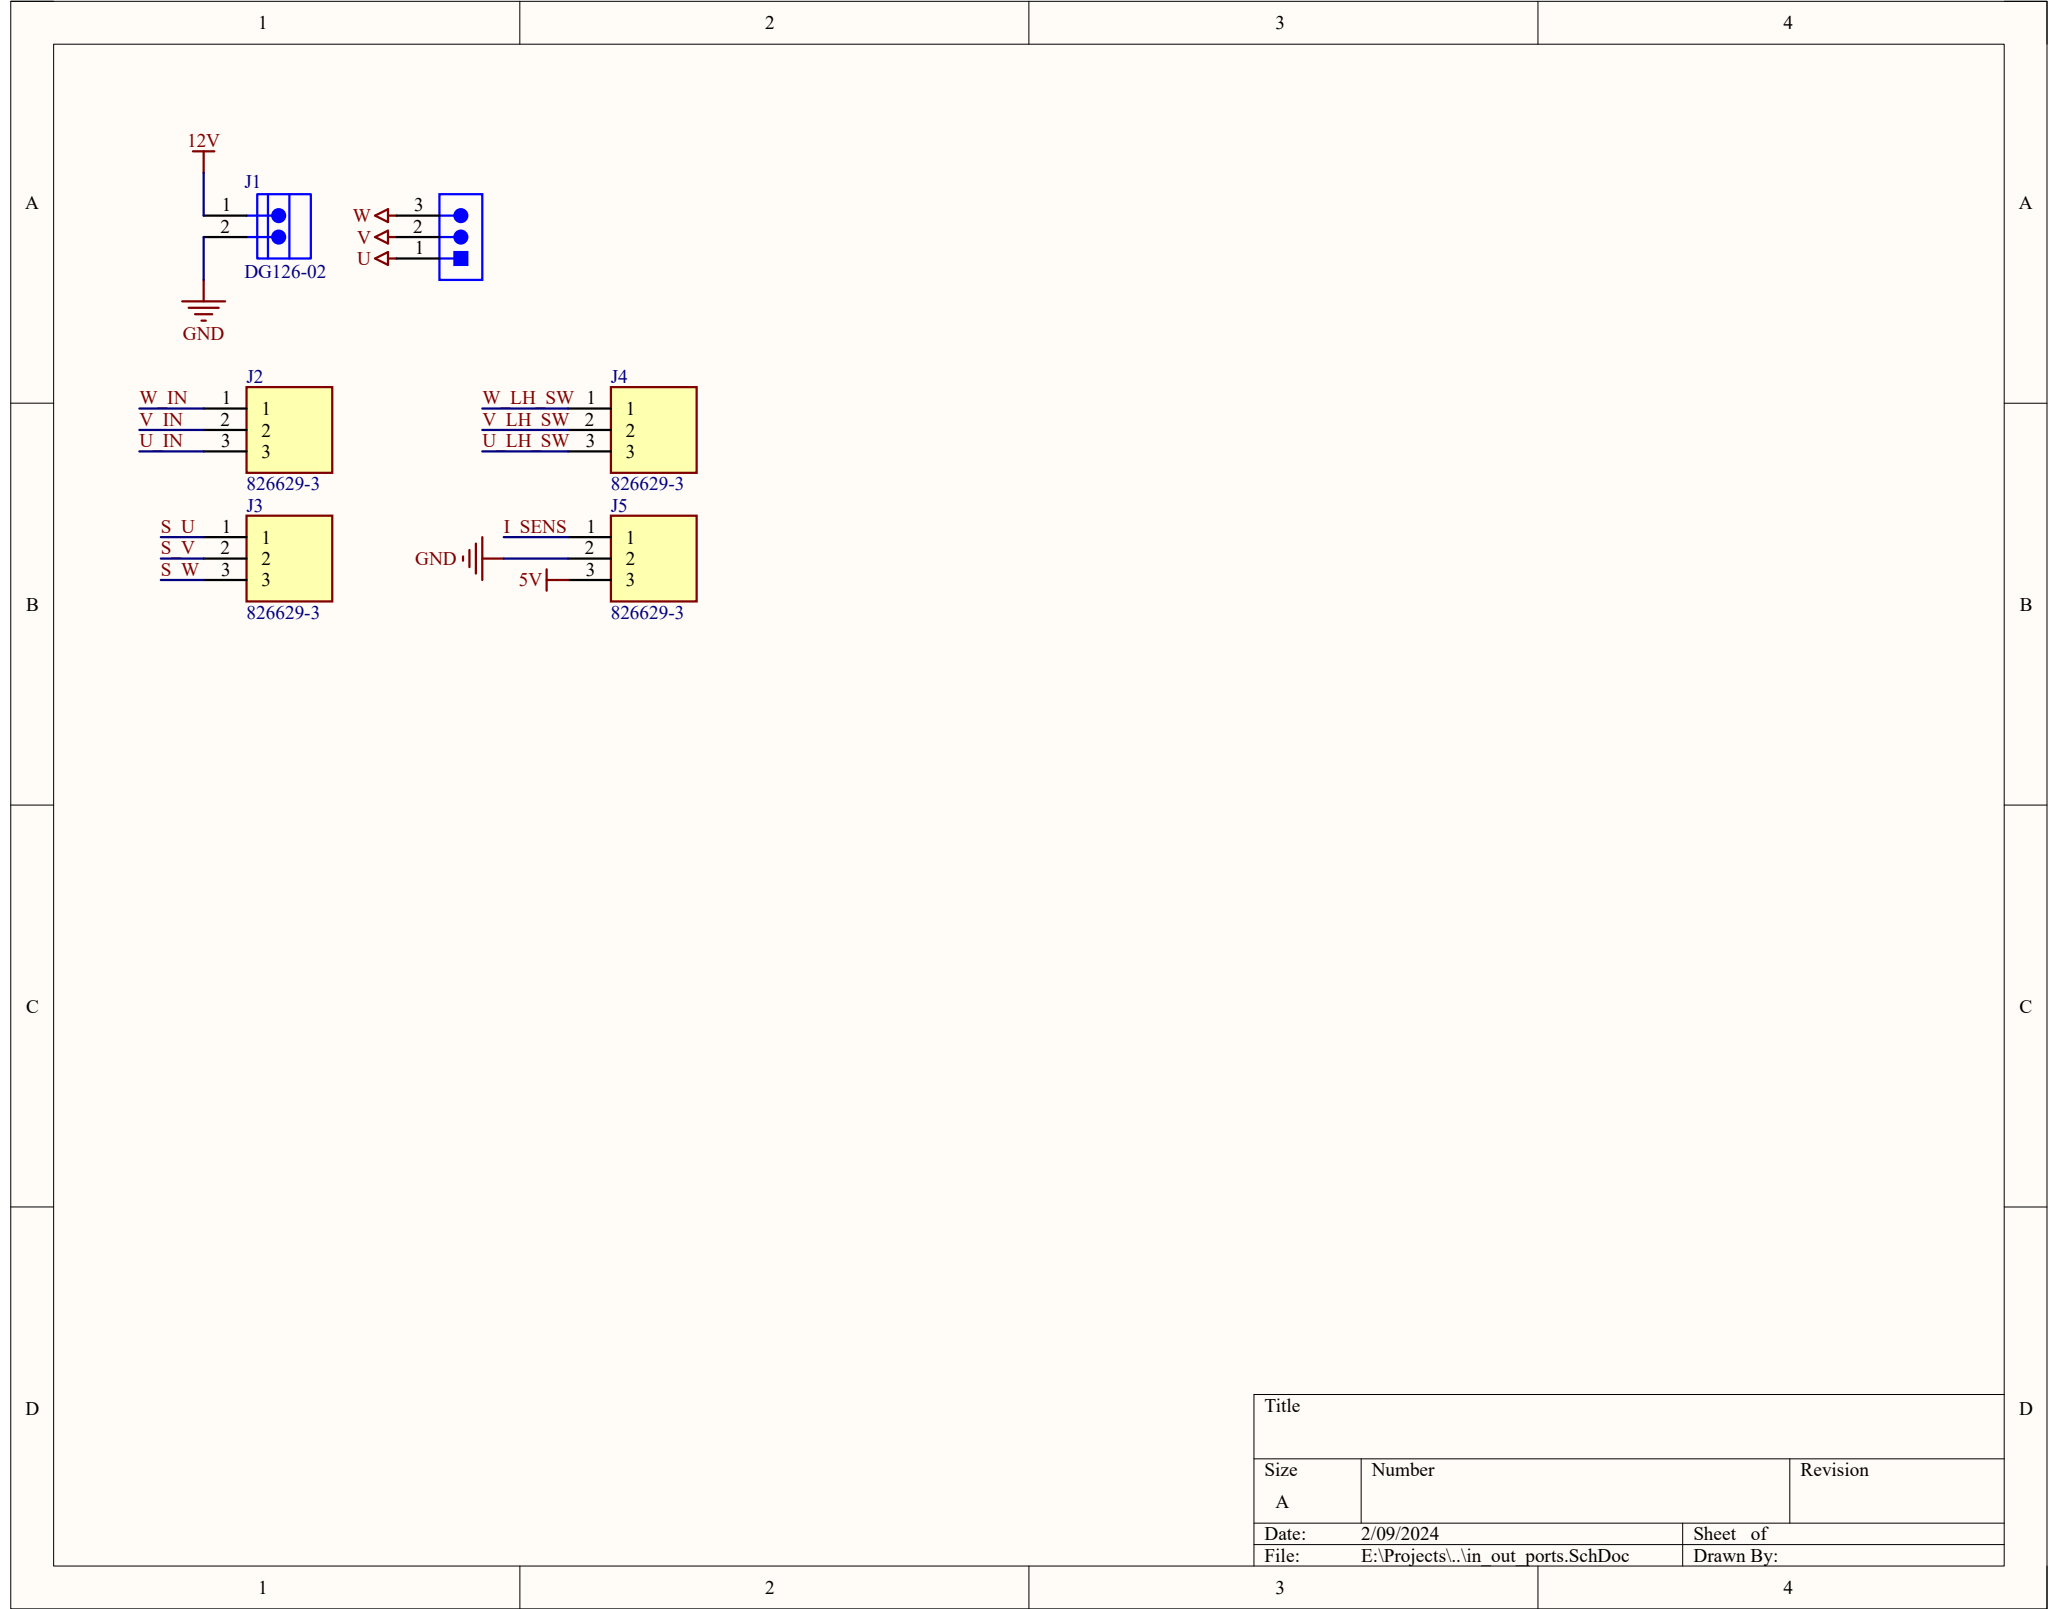 1 2 3 4
A A
12V
J1
1
2
DG126-02
GND
W 3
V 2
U 1
J2
W_IN 1 1
V_IN 2 2
U_IN 3 3
826629-3
J4
W_LH_SW 1 1
V_LH_SW 2 2
U_LH_SW 3 3
826629-3
J3
S_U 1 1
S_V 2 2
S_W 3 3
826629-3
J5
I_SENS 1 1
GND 2 2
5V 3 3
826629-3
B B
C C
D D
Title
Size Number Revision
A
Date: 2/09/2024 Sheet of
File: E:\Projects\..\in_out_ports.SchDoc Drawn By:
1 2 3 4